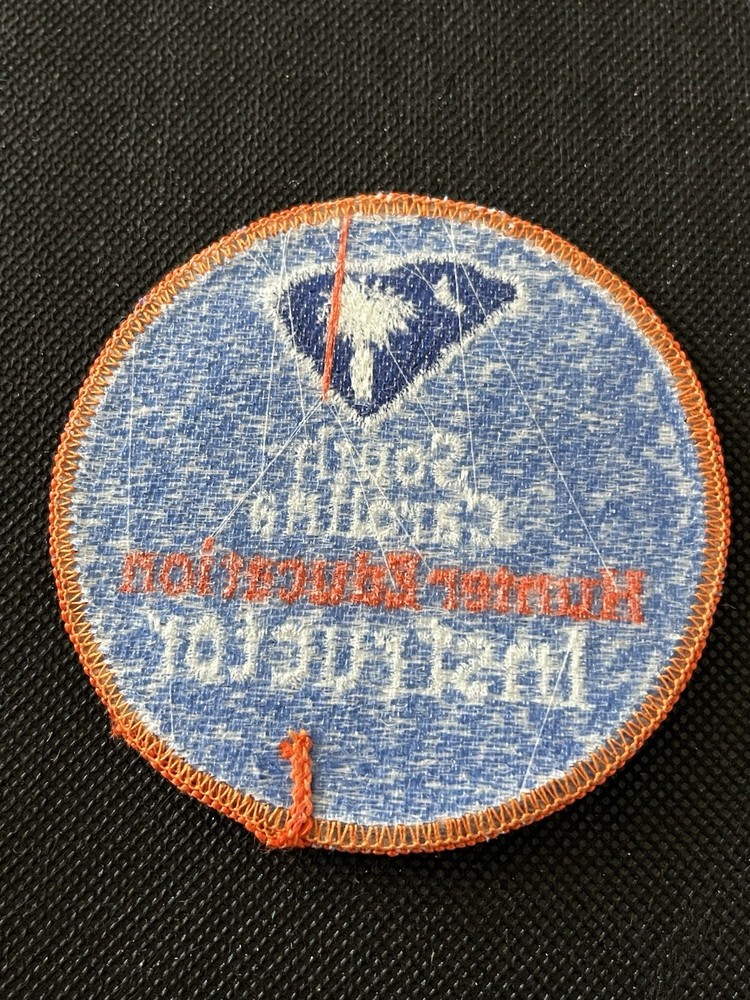 South
Carolina
Hunter Education
Instructor